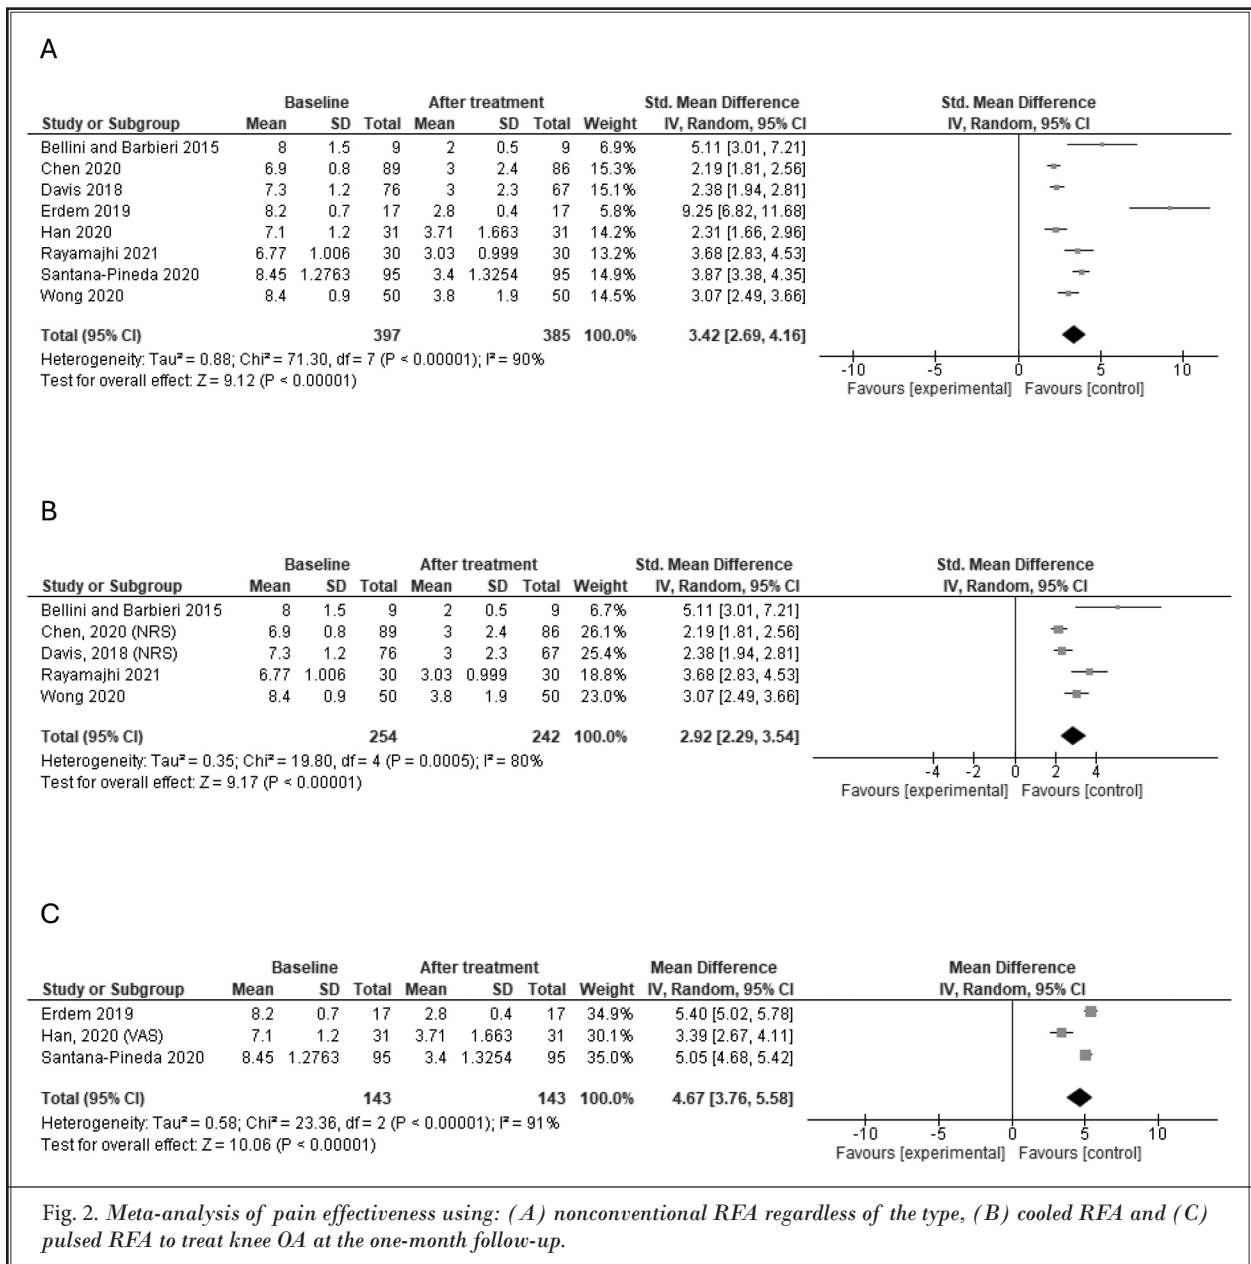 A
Baseline After treatment Std. Mean Difference Std. Mean Difference
Study or Subgroup Mean SD Total Mean SD Total Weight IV, Random, 95% CI IV, Random, 95% CI
Bellini and Barbieri 2015 8 1.5 9 2 0.5 9 6.9% 5.11 [3.01, 7.21]
Chen 2020 6.9 0.8 89 3 2.4 86 15.3% 2.19 [1.81, 2.56]
Davis 2018 7.3 1.2 76 3 2.3 67 15.1% 2.38 [1.94, 2.81]
Erdem 2019 8.2 0.7 17 2.8 0.4 17 5.8% 9.25 [6.82, 11.68]
Han 2020 7.1 1.2 31 3.71 1.663 31 14.2% 2.31 [1.66, 2.96]
Rayamajhi 2021 6.77 1.006 30 3.03 0.999 30 13.2% 3.68 [2.83, 4.53]
Santana-Pineda 2020 8.45 1.2763 95 3.4 1.3254 95 14.9% 3.87 [3.38, 4.35]
Wong 2020 8.4 0.9 50 3.8 1.9 50 14.5% 3.07 [2.49, 3.66]
Total (95% CI) 397 385 100.0% 3.42 [2.69, 4.16]
Heterogeneity: Tau² = 0.88; Chi² = 71.30, df = 7 (P < 0.00001); I² = 90%
Test for overall effect: Z = 9.12 (P < 0.00001)
-10 -5 0 5 10
Favours [experimental] Favours [control]
B
Baseline After treatment Std. Mean Difference Std. Mean Difference
Study or Subgroup Mean SD Total Mean SD Total Weight IV, Random, 95% CI IV, Random, 95% CI
Bellini and Barbieri 2015 8 1.5 9 2 0.5 9 6.7% 5.11 [3.01, 7.21]
Chen, 2020 (NRS) 6.9 0.8 89 3 2.4 86 26.1% 2.19 [1.81, 2.56]
Davis, 2018 (NRS) 7.3 1.2 76 3 2.3 67 25.4% 2.38 [1.94, 2.81]
Rayamajhi 2021 6.77 1.006 30 3.03 0.999 30 18.8% 3.68 [2.83, 4.53]
Wong 2020 8.4 0.9 50 3.8 1.9 50 23.0% 3.07 [2.49, 3.66]
Total (95% CI) 254 242 100.0% 2.92 [2.29, 3.54]
Heterogeneity: Tau² = 0.35; Chi² = 19.80, df = 4 (P = 0.0005); I² = 80%
Test for overall effect: Z = 9.17 (P < 0.00001)
-4 -2 0 2 4
Favours [experimental] Favours [control]
C
Baseline After treatment Mean Difference Mean Difference
Study or Subgroup Mean SD Total Mean SD Total Weight IV, Random, 95% CI IV, Random, 95% CI
Erdem 2019 8.2 0.7 17 2.8 0.4 17 34.9% 5.40 [5.02, 5.78]
Han, 2020 (VAS) 7.1 1.2 31 3.71 1.663 31 30.1% 3.39 [2.67, 4.11]
Santana-Pineda 2020 8.45 1.2763 95 3.4 1.3254 95 35.0% 5.05 [4.68, 5.42]
Total (95% CI) 143 143 100.0% 4.67 [3.76, 5.58]
Heterogeneity: Tau² = 0.58; Chi² = 23.36, df = 2 (P < 0.00001); I² = 91%
Test for overall effect: Z = 10.06 (P < 0.00001)
-10 -5 0 5 10
Favours [experimental] Favours [control]
Fig. 2. Meta-analysis of pain effectiveness using: (A) nonconventional RFA regardless of the type, (B) cooled RFA and (C)
pulsed RFA to treat knee OA at the one-month follow-up.